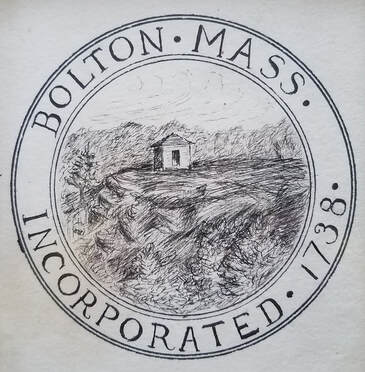 BOLTON · MASS.
INCORPORATED · 1738 ·